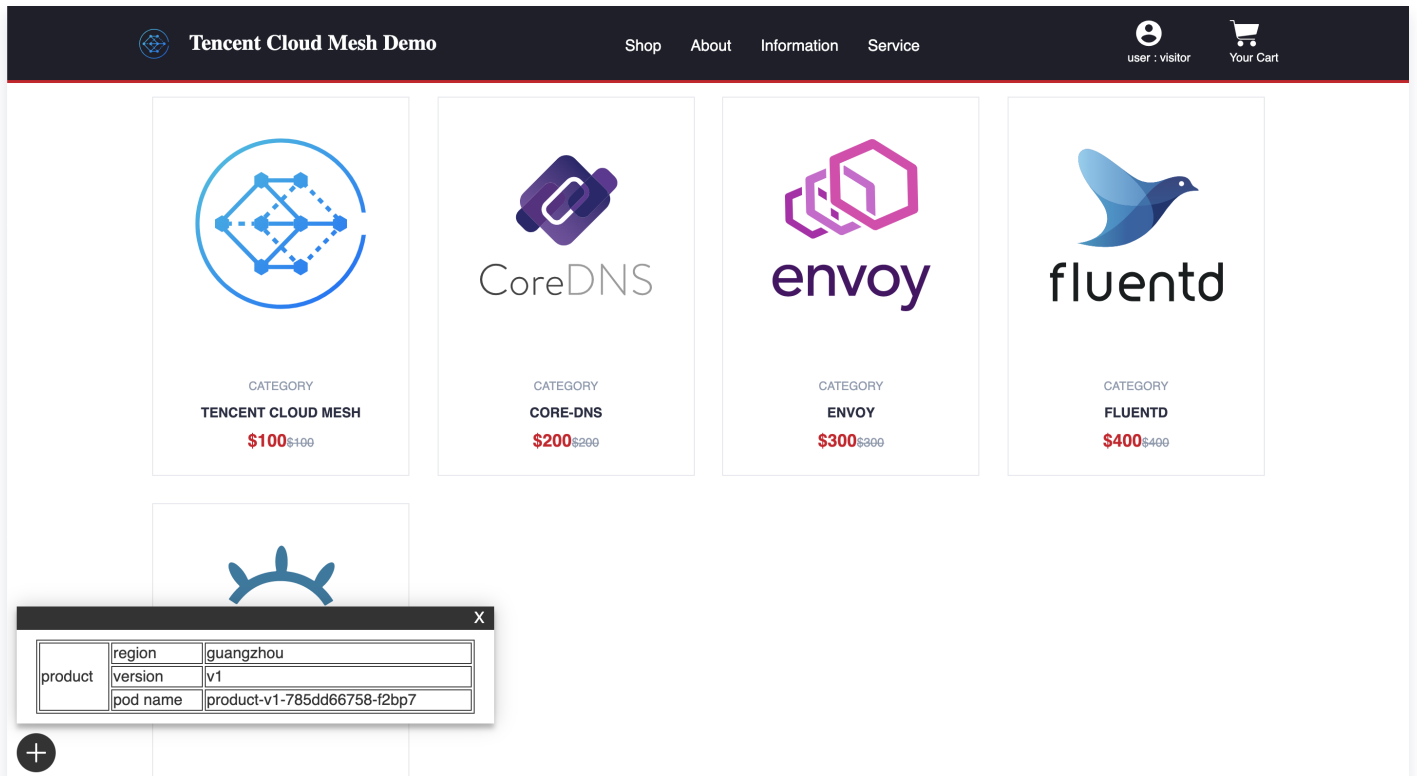 Tencent Cloud Mesh Demo
Shop About Information Service
user : visitor
Your Cart
CoreDNS
envoy
fluentd
CATEGORY
TENCENT CLOUD MESH
$100$100
CATEGORY
CORE-DNS
$200$200
CATEGORY
ENVOY
$300$300
CATEGORY
FLUENTD
$400$400
X
product
region guangzhou
version v1
pod name product-v1-785dd66758-f2bp7